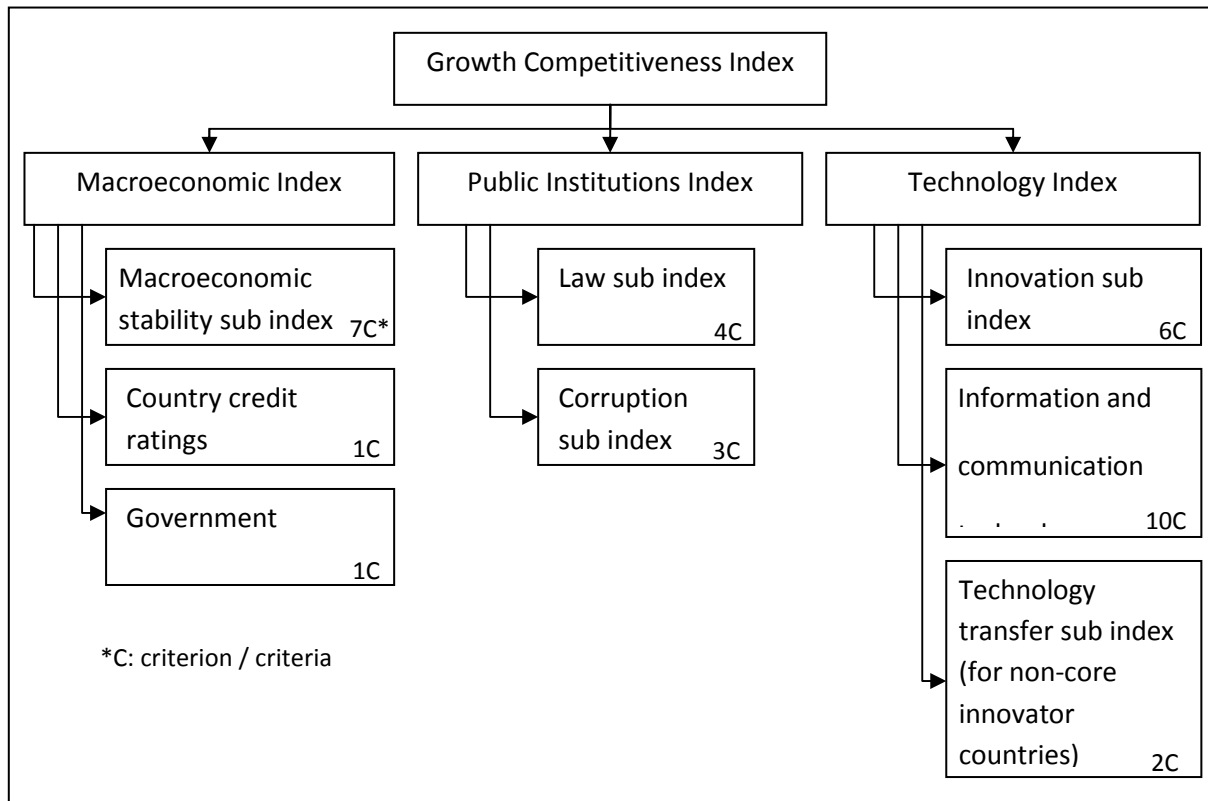 Growth Competitiveness Index
Macroeconomic Index
Public Institutions Index
Technology Index
Macroeconomic
stability sub index
7C*
Country credit
ratings
1C
Government
1C
*C: criterion / criteria
Law sub index
4C
Corruption
sub index
3C
Innovation sub
index
6C
Information and
communication
10C
Technology
transfer sub index
(for non-core
innovator
countries)
2C